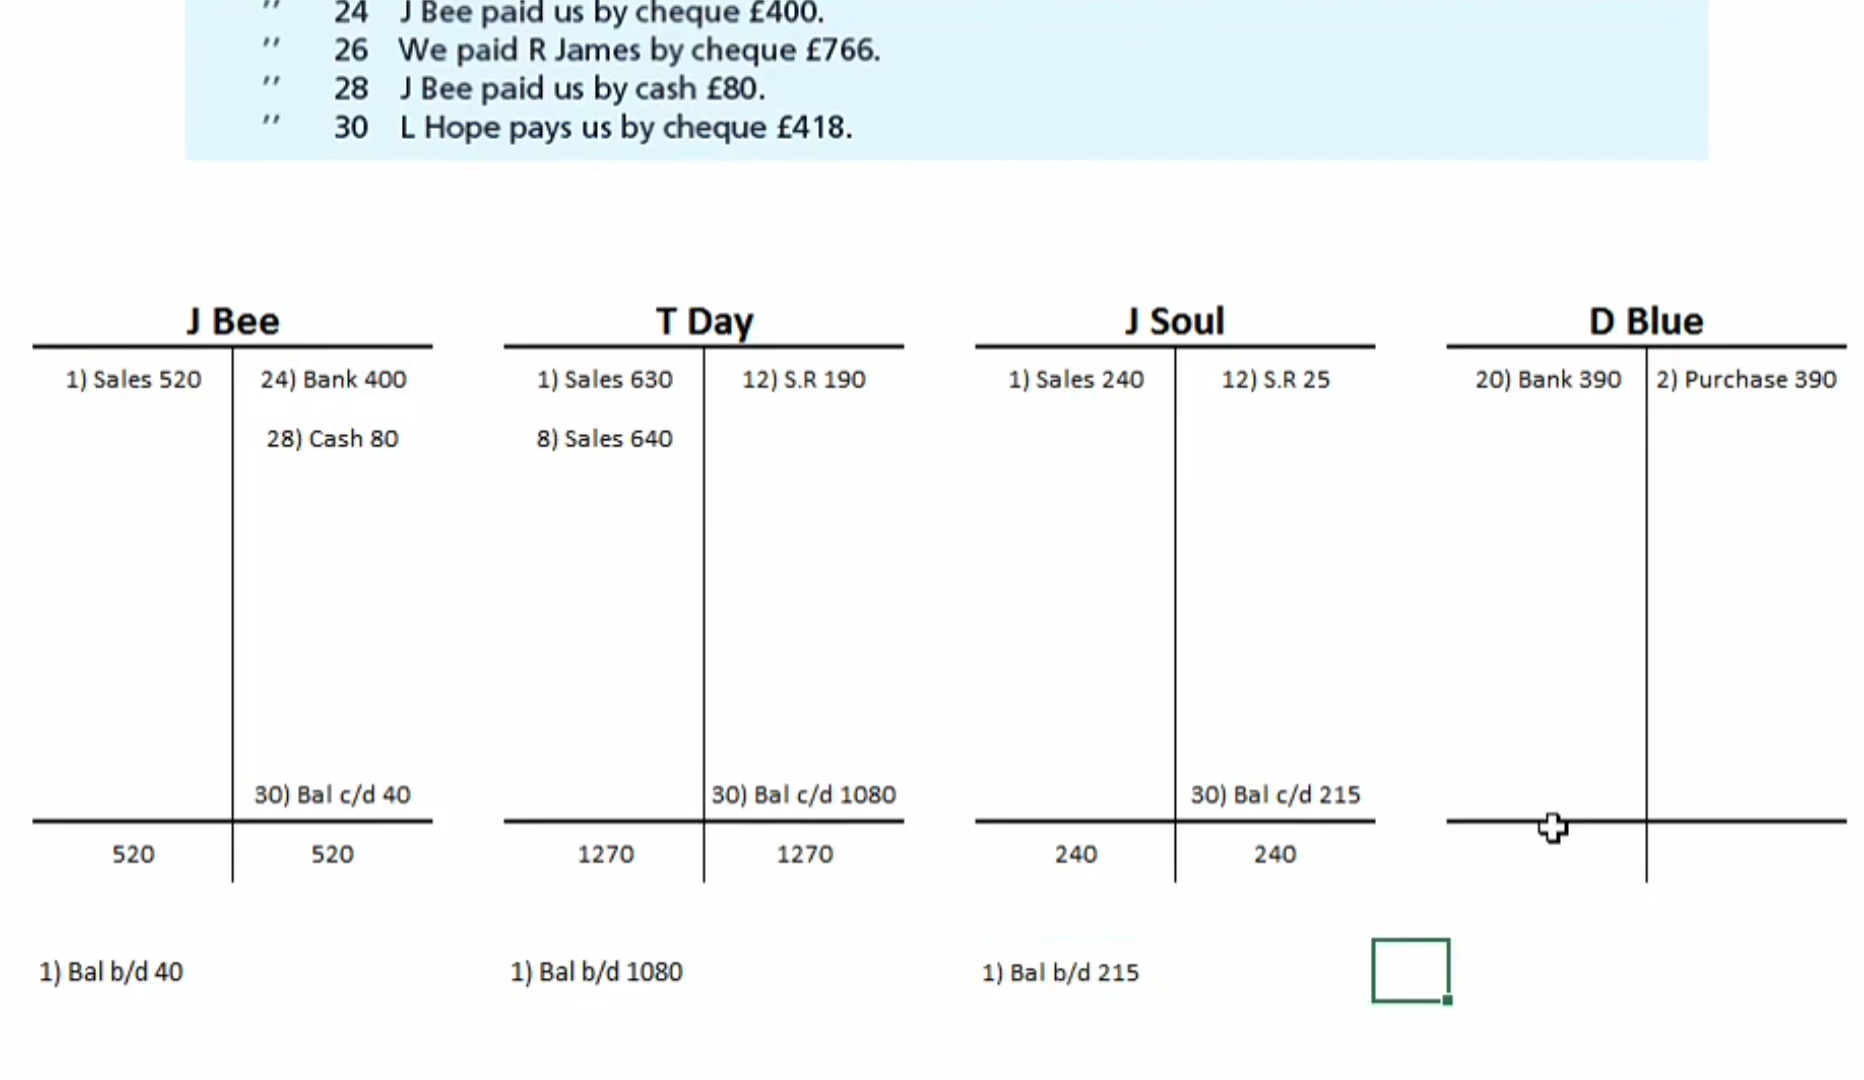 " 24 J Bee paid us by cheque £400.
" 26 We paid R James by cheque £766.
" 28 J Bee paid us by cash £80.
" 30 L Hope pays us by cheque £418.
J Bee
1) Sales 520 24) Bank 400
28) Cash 80
30) Bal c/d 40
520 520
1) Bal b/d 40
T Day
1) Sales 630 12) S.R 190
8) Sales 640
30) Bal c/d 1080
1270 1270
1) Bal b/d 1080
J Soul
1) Sales 240 12) S.R 25
30) Bal c/d 215
240 240
1) Bal b/d 215
D Blue
20) Bank 390 2) Purchase 390